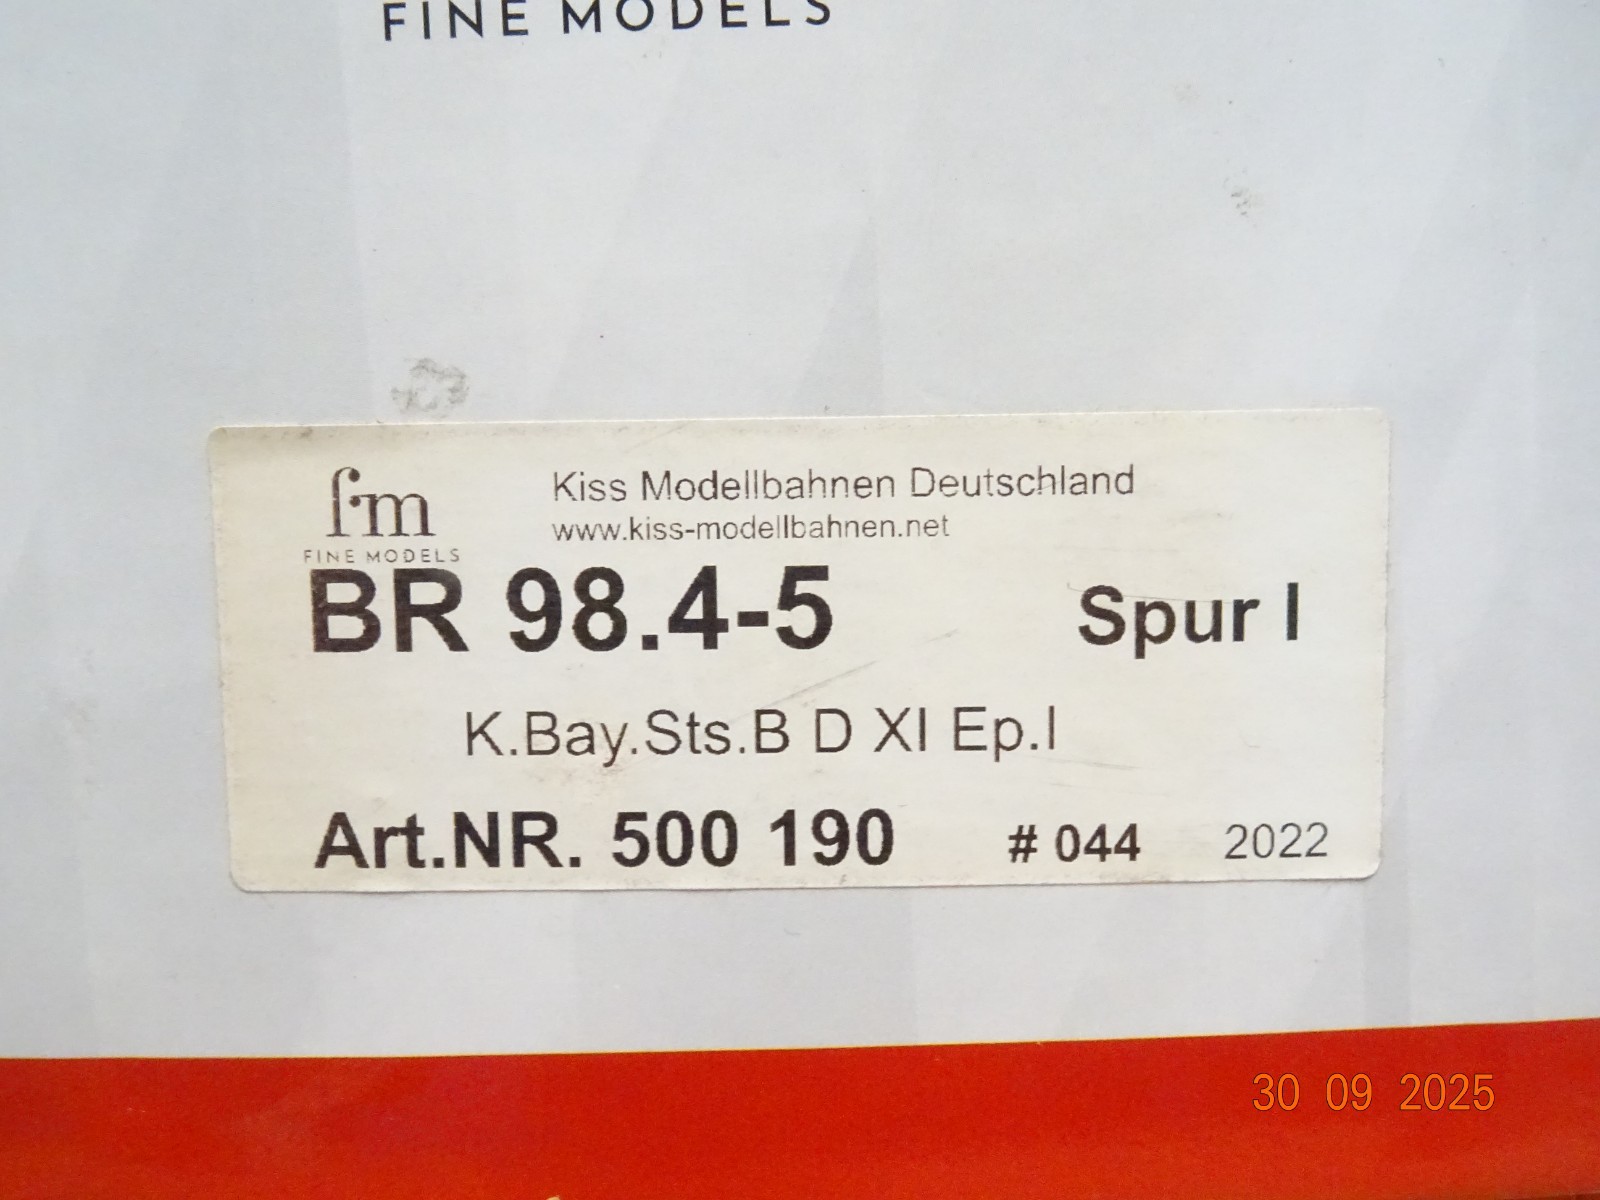 FINE MODELS
fm
FINE MODELS
Kiss Modellbahnen Deutschland
www.kiss-modellbahnen.net
BR 98.4-5 Spur I
K.Bay.Sts.B D XI Ep.I
Art.NR. 500 190 # 044 2022
30 09 2025